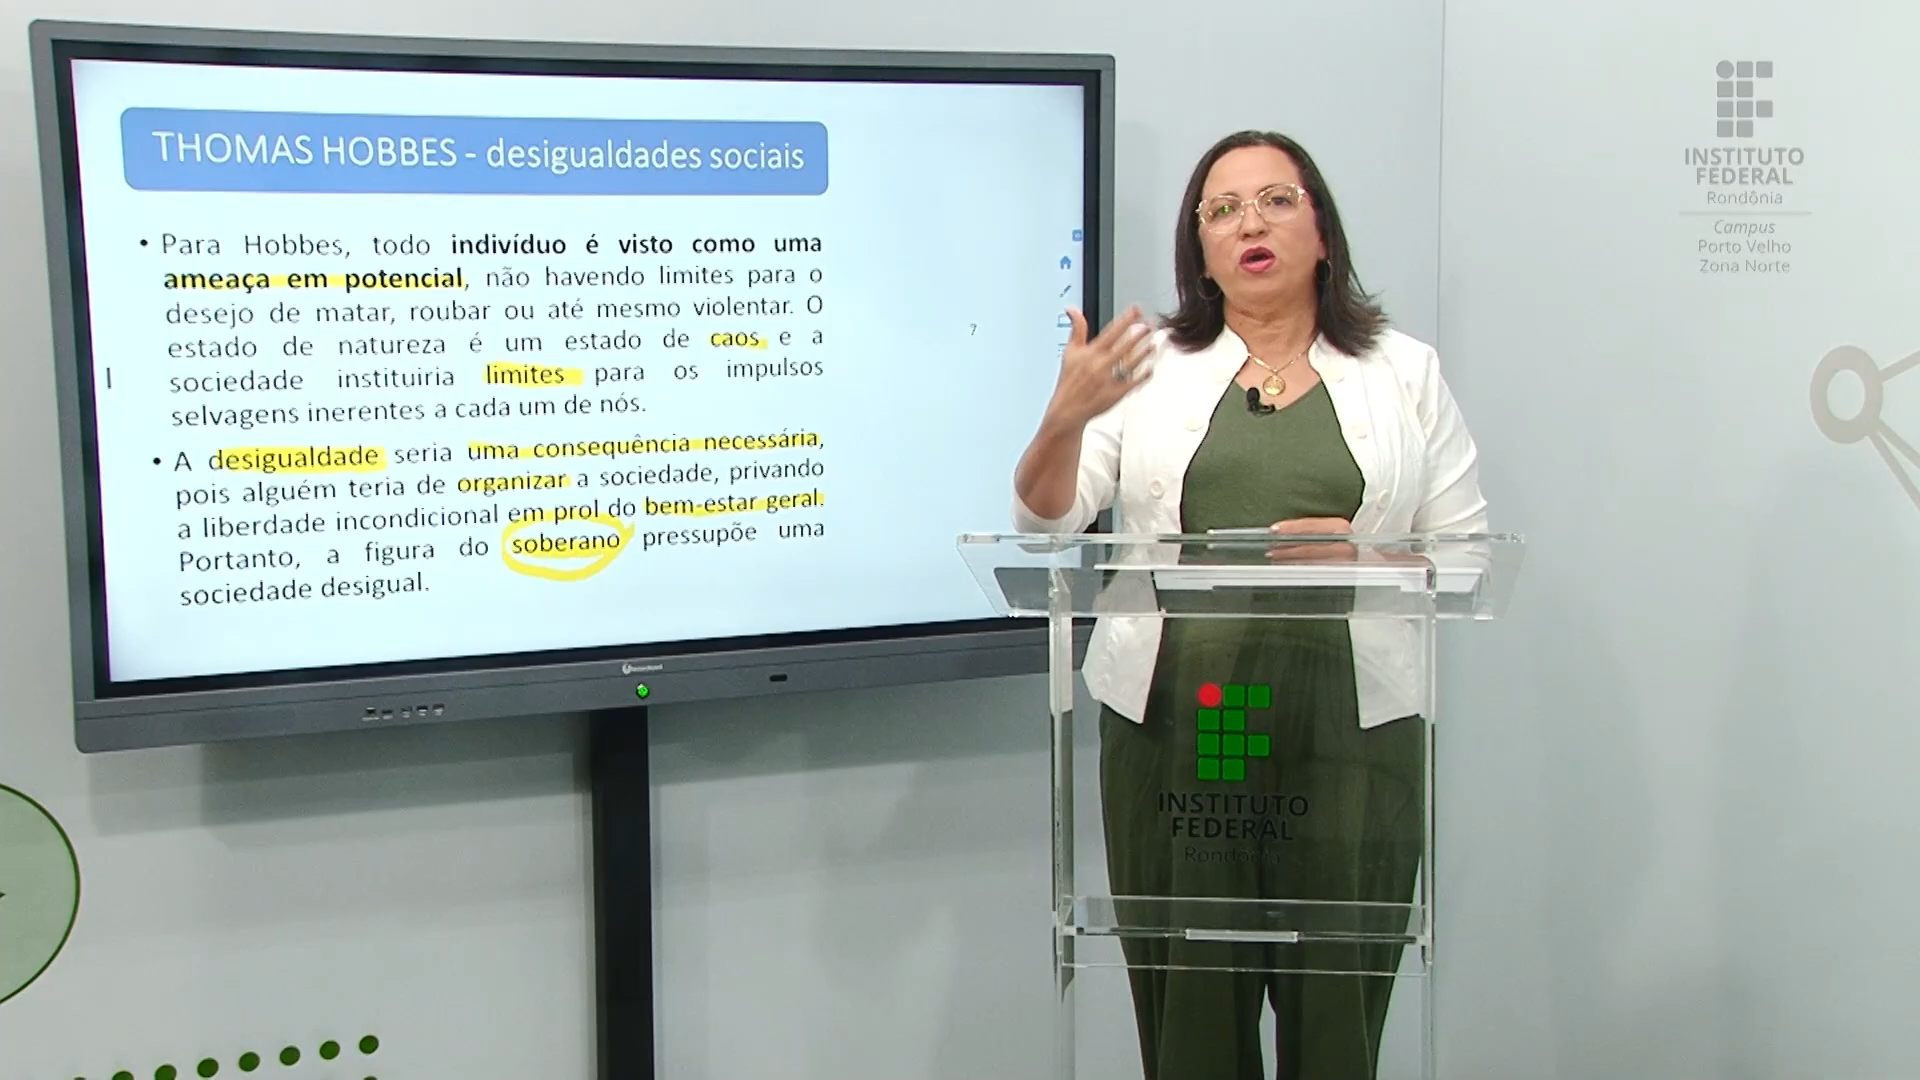 THOMAS HOBBES - desigualdades sociais
• Para Hobbes, todo indivíduo é visto como uma
ameaça em potencial, não havendo limites para o
desejo de matar, roubar ou até mesmo violentar. O
estado de natureza é um estado de caos e a
sociedade instituiria limites para os impulsos
selvagens inerentes a cada um de nós.
• A desigualdade seria uma consequência necessária,
pois alguém teria de organizar a sociedade, privando
a liberdade incondicional em prol do bem-estar geral.
Portanto, a figura do soberano pressupõe uma
sociedade desigual.
7
INSTITUTO
FEDERAL
Rondônia
Campus
Porto Velho
Zona Norte
INSTITUTO
FEDERAL
Rondônia